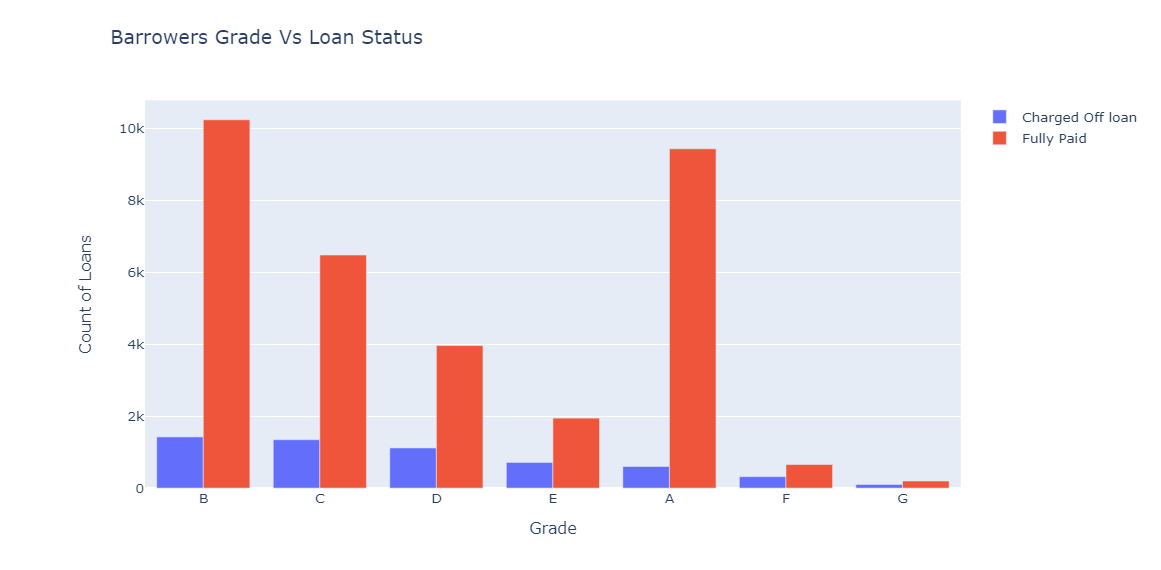 Barrowers Grade Vs Loan Status
Charged Off loan
Fully Paid
10k
8k
6k
4k
2k
0
Count of Loans
B C D E A F G
Grade